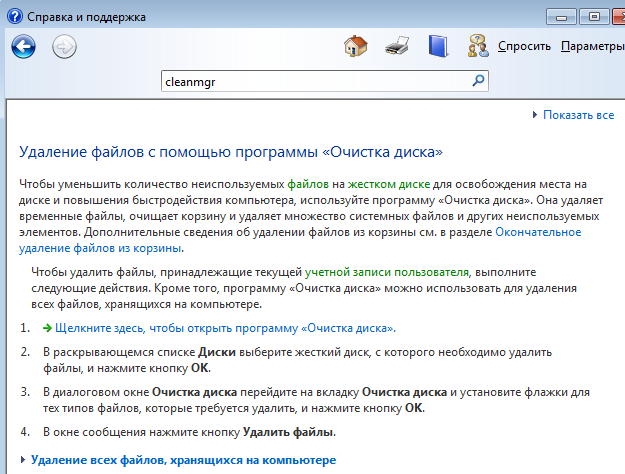 Справка и поддержка
Спросить Параметры
cleanmgr
Показать все
Удаление файлов с помощью программы «Очистка диска»
Чтобы уменьшить количество неиспользуемых файлов на жестком диске для освобождения места на
диске и повышения быстродействия компьютера, используйте программу «Очистка диска». Она удаляет
временные файлы, очищает корзину и удаляет множество системных файлов и других неиспользуемых
элементов. Дополнительные сведения об удалении файлов из корзины см. в разделе Окончательное
удаление файлов из корзины.
Чтобы удалить файлы, принадлежащие текущей учетной записи пользователя, выполните
следующие действия. Кроме того, программу «Очистка диска» можно использовать для удаления
всех файлов, хранящихся на компьютере.
1. Щелкните здесь, чтобы открыть программу «Очистка диска».
2. В раскрывающемся списке Диски выберите жесткий диск, с которого необходимо удалить
файлы, и нажмите кнопку OK.
3. В диалоговом окне Очистка диска перейдите на вкладку Очистка диска и установите флажки для
тех типов файлов, которые требуется удалить, и нажмите кнопку OK.
4. В окне сообщения нажмите кнопку Удалить файлы.
Удаление всех файлов, хранящихся на компьютере